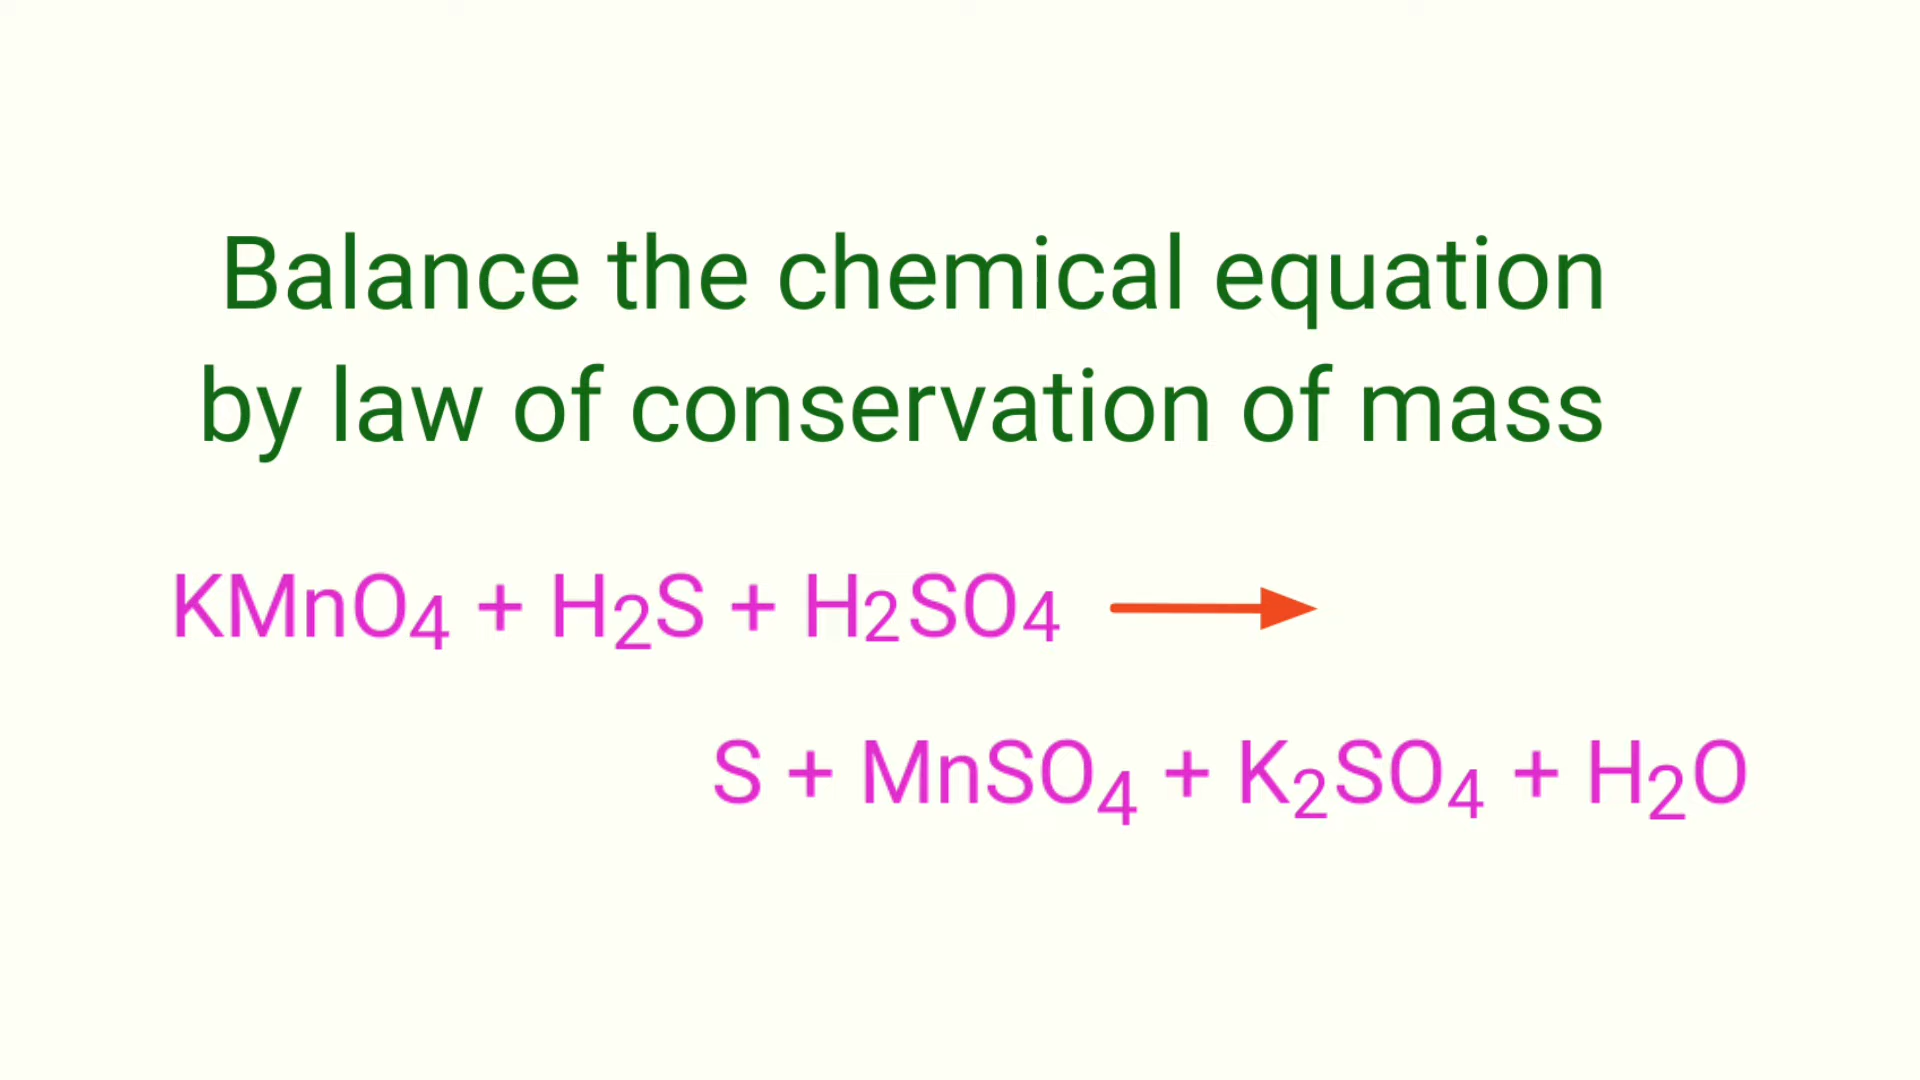 Balance the chemical equation
by law of conservation of mass
KMnO₄ + H₂S + H₂SO₄ →
S + MnSO₄ + K₂SO₄ + H₂O